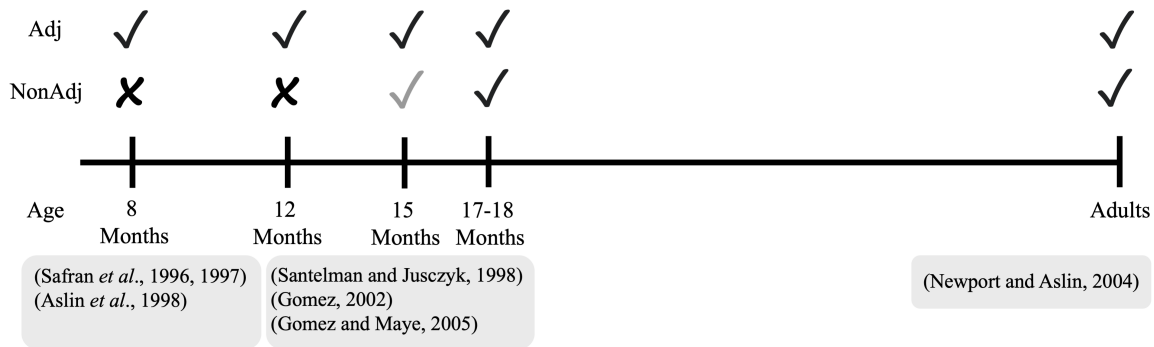 Adj
NonAdj
Age
8
Months
12
Months
15
Months
17-18
Months
Adults
(Safran et al., 1996, 1997)
(Aslin et al., 1998)
(Santelman and Jusczyk, 1998)
(Gomez, 2002)
(Gomez and Maye, 2005)
(Newport and Aslin, 2004)